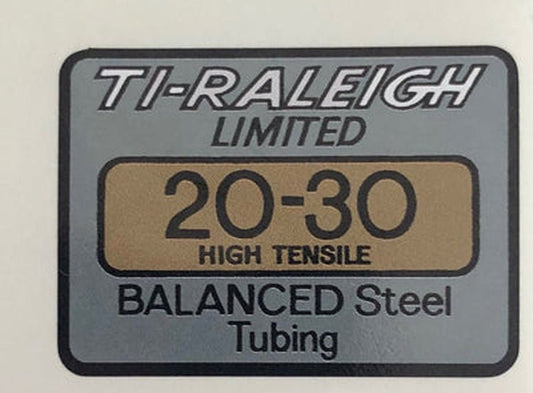 TI-RALEIGH
LIMITED
20-30
HIGH TENSILE
BALANCED Steel
Tubing